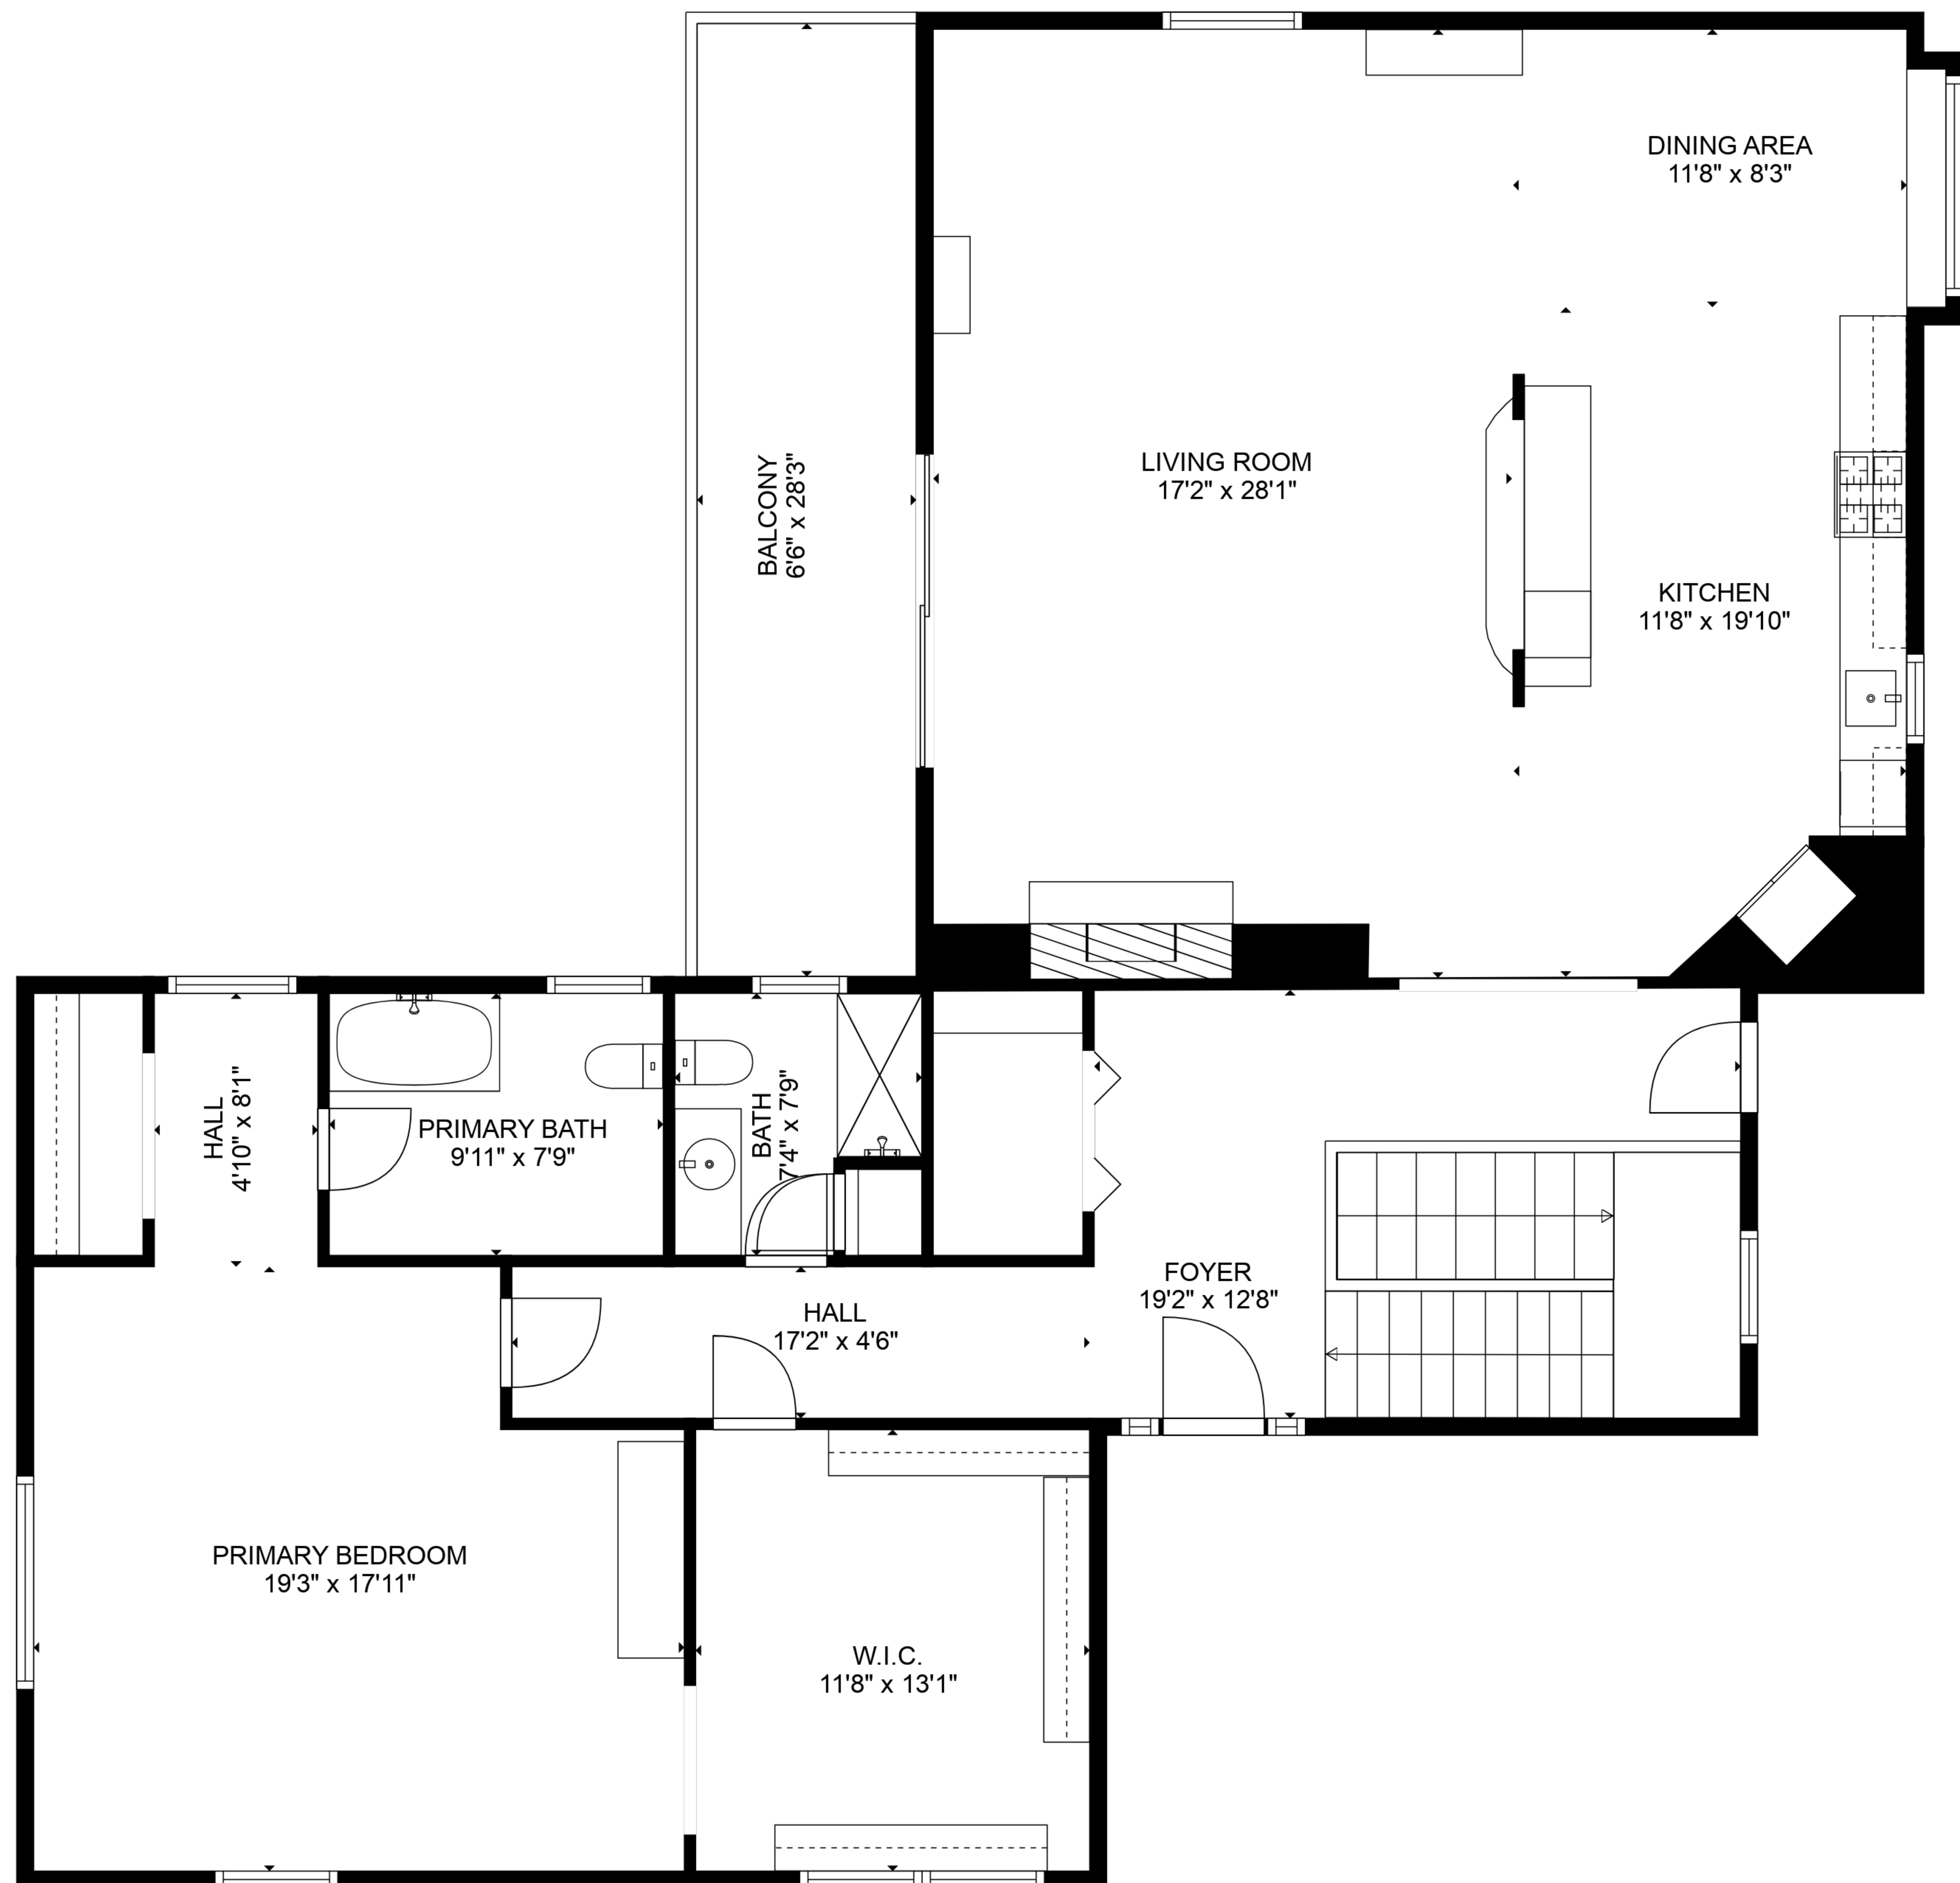 DINING AREA
11'8" x 8'3"
LIVING ROOM
17'2" x 28'1"
BALCONY
6'6" x 28'3"
KITCHEN
11'8" x 19'10"
HALL
4'10" x 8'1"
PRIMARY BATH
9'11" x 7'9"
BATH
7'4" x 7'9"
FOYER
19'2" x 12'8"
HALL
17'2" x 4'6"
PRIMARY BEDROOM
19'3" x 17'11"
W.I.C.
11'8" x 13'1"